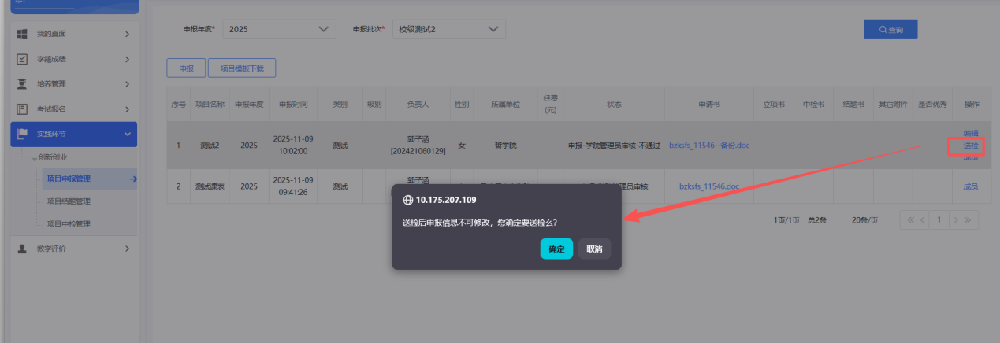 我的桌面
学籍成绩
培养管理
考试报名
实践环节
创新创业
项目申报管理
项目结题管理
项目中检管理
教学评价
申报年度* 2025 申报批次* 校级测试2 查询
申报 项目模板下载
序号 项目名称 申报年度 申报时间 类别 级别 负责人 性别 所属单位 经费(元) 状态 申请书 立项书 中检书 结题书 其它附件 是否优秀 操作
1 测试2 2025 2025-11-09 10:02:00 测试 郭子涵 [202421060129] 女 哲学院 申报-学院管理员审核-不通过 bzksfs_11546--备份.doc 编辑 送检 成员
2 测试课表 2025 2025-11-09 09:41:26 测试 郭子涵 理员审核 bzksfs_11546.doc 成员
1页/1页 总2条 20条/页 1
10.175.207.109
送检后申报信息不可修改，您确定要送检么?
确定 取消